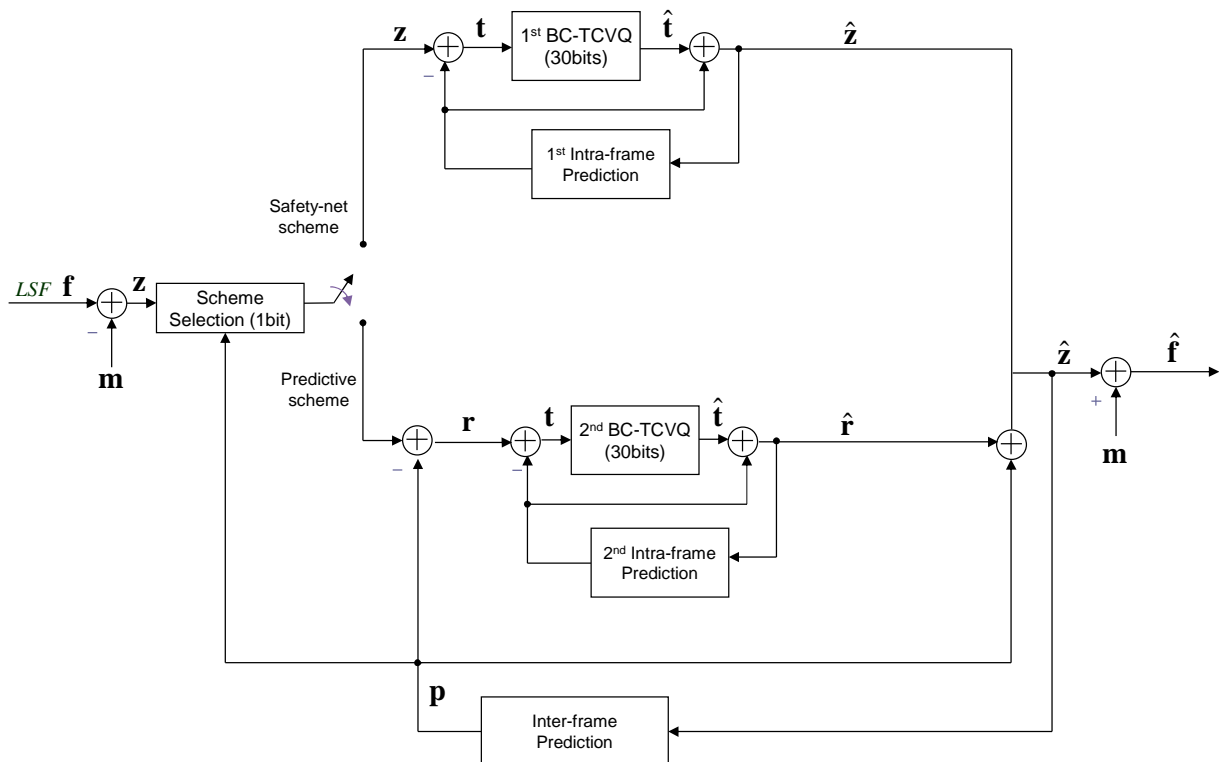 z t 1st BC-TCVQ (30bits) t̂ ẑ
−
1st Intra-frame
Prediction
Safety-net
scheme
LSF f z Scheme
Selection (1bit)
−
m
ẑ f̂
+
m
Predictive
scheme
r t 2nd BC-TCVQ (30bits) t̂ r̂
− −
2nd Intra-frame
Prediction
p
Inter-frame
Prediction